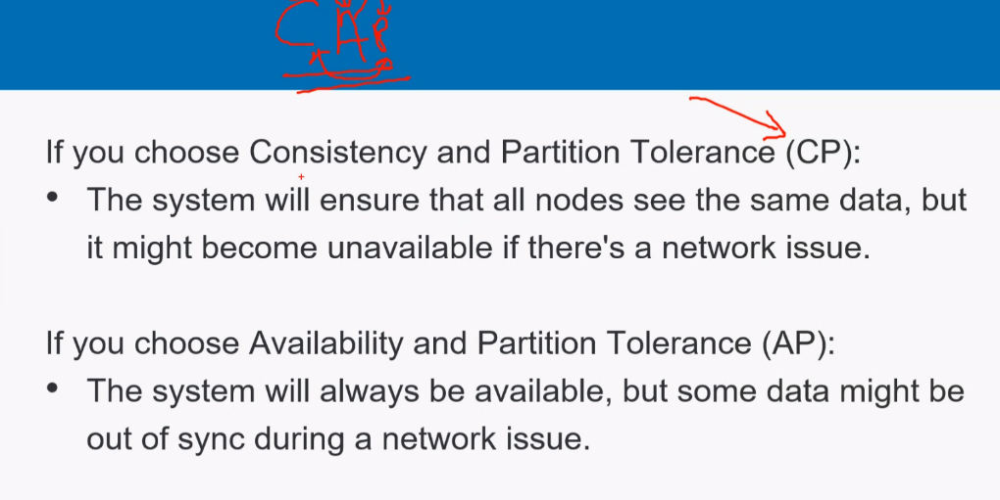 CAP
If you choose Consistency and Partition Tolerance (CP):
• The system will ensure that all nodes see the same data, but
it might become unavailable if there's a network issue.
If you choose Availability and Partition Tolerance (AP):
• The system will always be available, but some data might be
out of sync during a network issue.